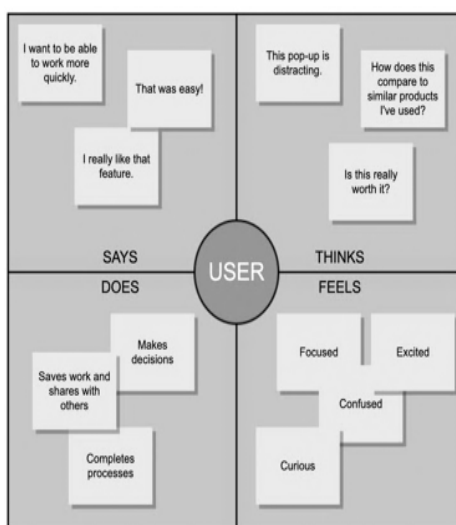 I want to be able
to work more
quickly.
That was easy!
I really like that
feature.
SAYS
This pop-up is
distracting.
How does this
compare to
similar products
I've used?
Is this really
worth it?
THINKS
USER
DOES
Makes
decisions
Saves work and
shares with
others
Completes
processes
FEELS
Focused
Excited
Confused
Curious